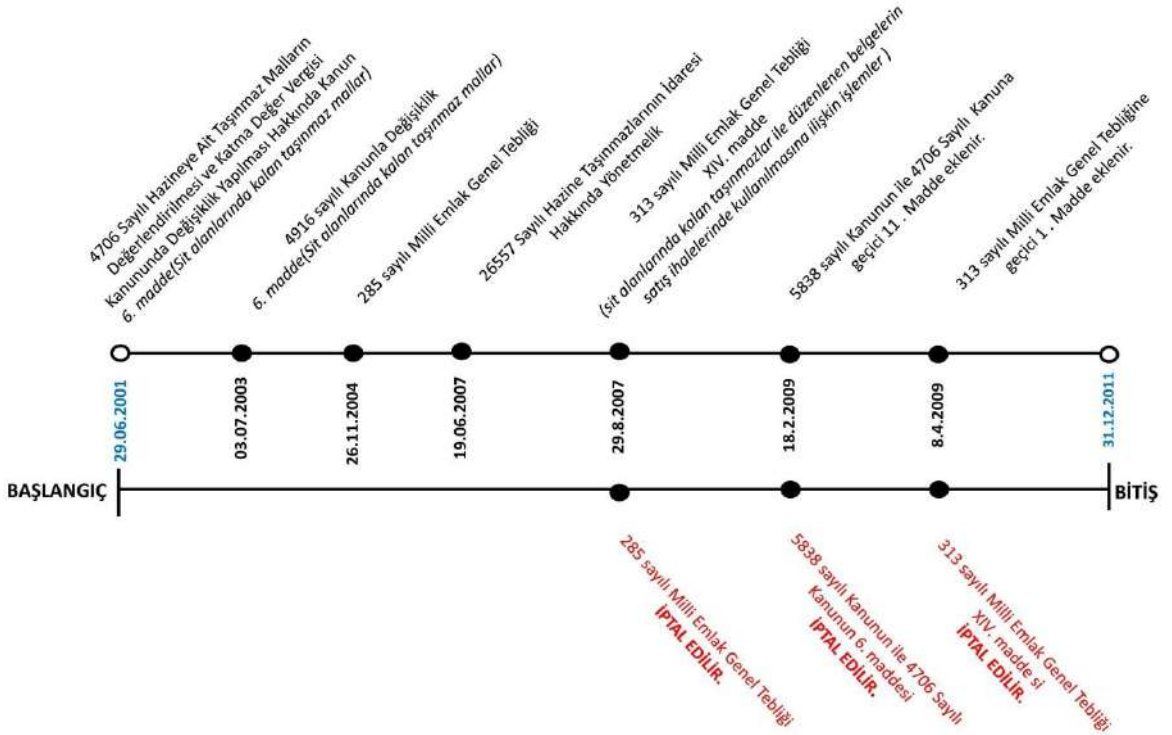 4706 Sayılı Hazineye Ait Taşınmaz Malların
Değerlendirilmesi ve Katma Değer Vergisi
Kanununda Değişiklik Yapılması Hakkında Kanun
6. madde(Sit alanlarında kalan taşınmaz mallar)
4916 sayılı Kanunla Değişiklik
6. madde(Sit alanlarında kalan taşınmaz mallar)
285 sayılı Milli Emlak Genel Tebliği
26557 Sayılı Hazine Taşınmazlarının İdaresi
Hakkında Yönetmelik
313 sayılı Milli Emlak Genel Tebliği
XIV. madde
(sit alanlarında kalan taşınmazlar ile düzenlenen belgelerin
satış ihalelerinde kullanılmasına ilişkin işlemler )
5838 sayılı Kanunun ile 4706 Sayılı Kanuna
geçici 11 . Madde eklenir.
313 sayılı Milli Emlak Genel Tebliğine
geçici 1 . Madde eklenir.
29.06.2001
03.07.2003
26.11.2004
19.06.2007
29.8.2007
18.2.2009
8.4.2009
31.12.2011
BAŞLANGIÇ
BİTİŞ
285 sayılı Milli Emlak Genel Tebliği
İPTAL EDİLİR.
5838 sayılı Kanunun ile 4706 Sayılı
Kanunun 6. maddesi
İPTAL EDİLİR.
313 sayılı Milli Emlak Genel Tebliği
XIV. madde si
İPTAL EDİLİR.